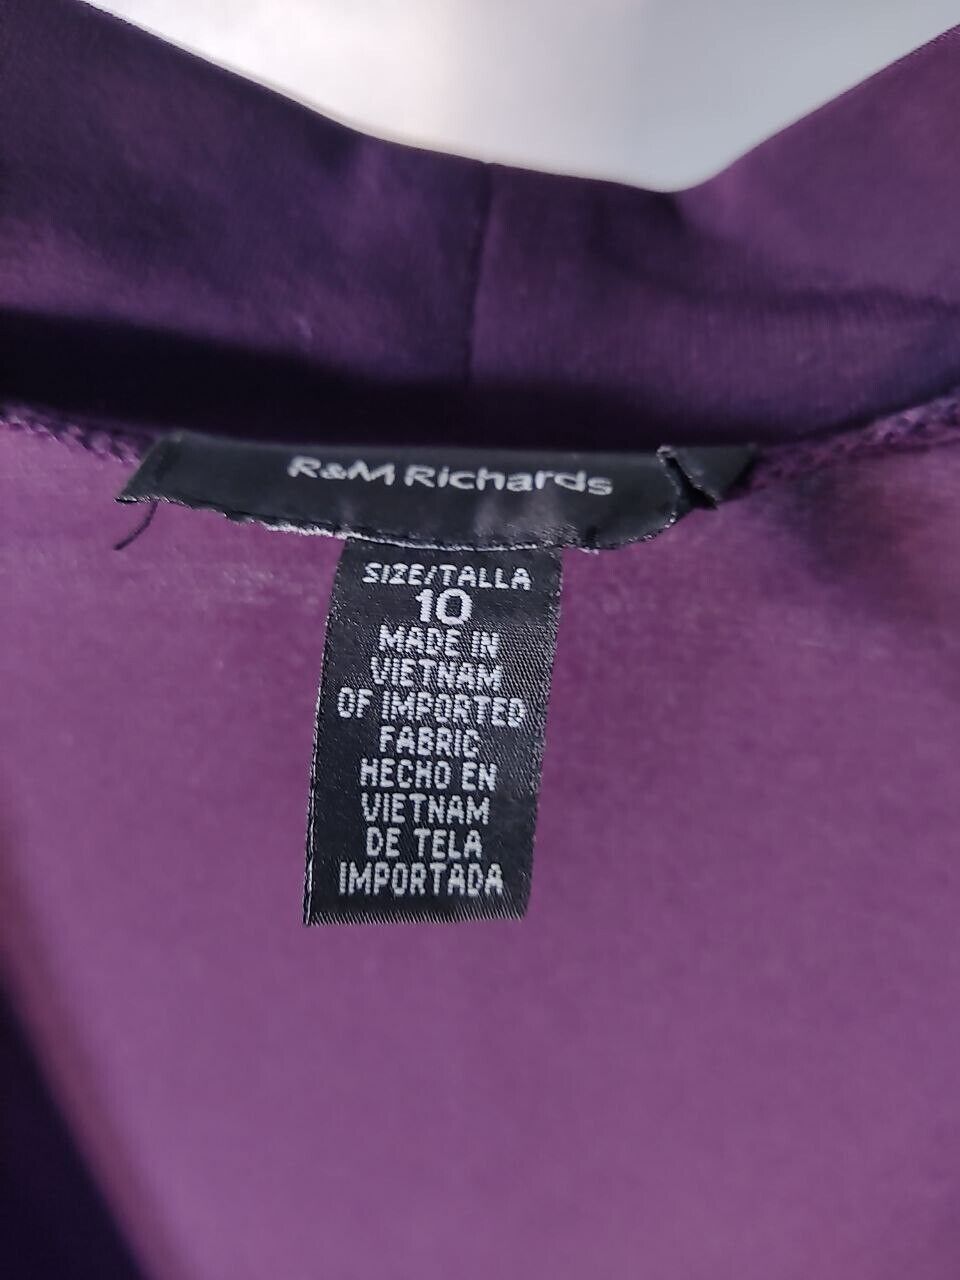 R&M Richards
SIZE/TALLA
10
MADE IN
VIETNAM
OF IMPORTED
FABRIC
HECHO EN
VIETNAM
DE TELA
IMPORTADA